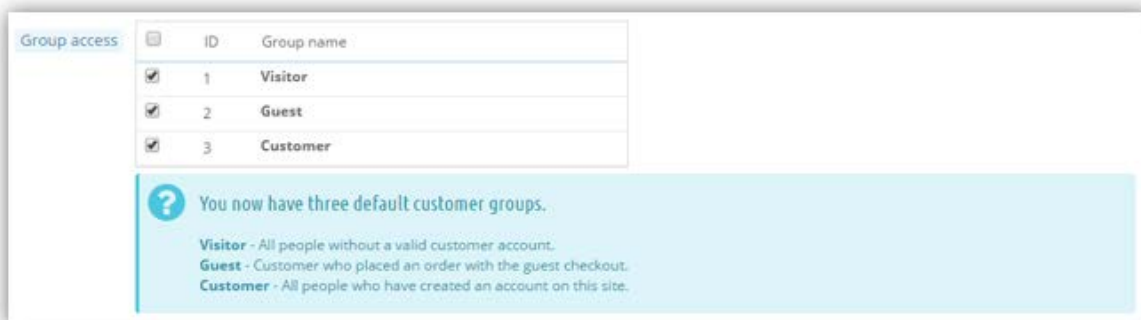 Group access
ID Group name
1 Visitor
2 Guest
3 Customer
? You now have three default customer groups.
Visitor - All people without a valid customer account.
Guest - Customer who placed an order with the guest checkout.
Customer - All people who have created an account on this site.